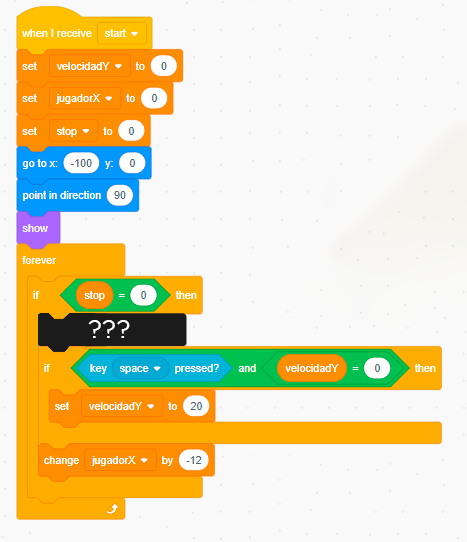 when I receive start
set velocidadY to 0
set jugadorX to 0
set stop to 0
go to x: -100 y: 0
point in direction 90
show
forever
if stop = 0 then
???
if key space pressed? and velocidadY = 0 then
set velocidadY to 20
change jugadorX by -12